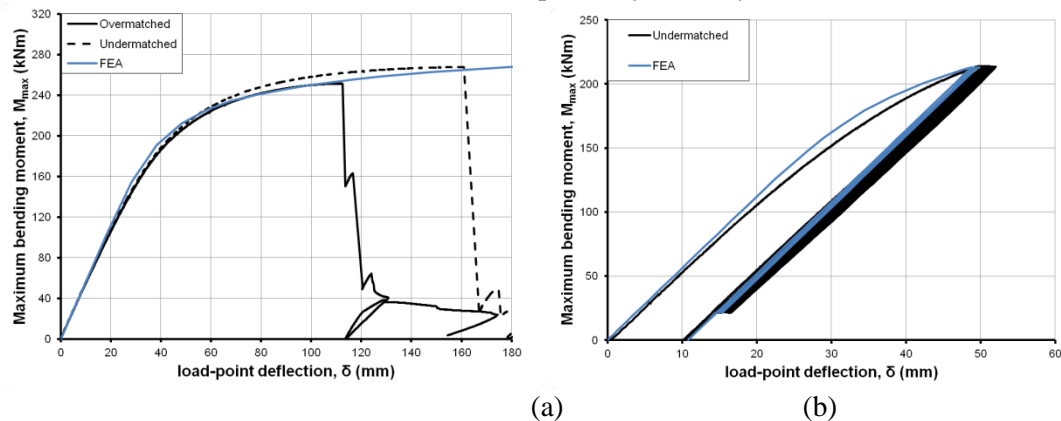 Overmatched
Undermatched
FEA
Maximum bending moment, Mmax (kNm)
320
280
240
200
160
120
80
40
0
0 20 40 60 80 100 120 140 160 180
load-point deflection, δ (mm)
Undermatched
FEA
Maximum bending moment, Mmax (kNm)
250
200
150
100
50
0
0 10 20 30 40 50 60
load-point deflection, δ (mm)
(a) (b)